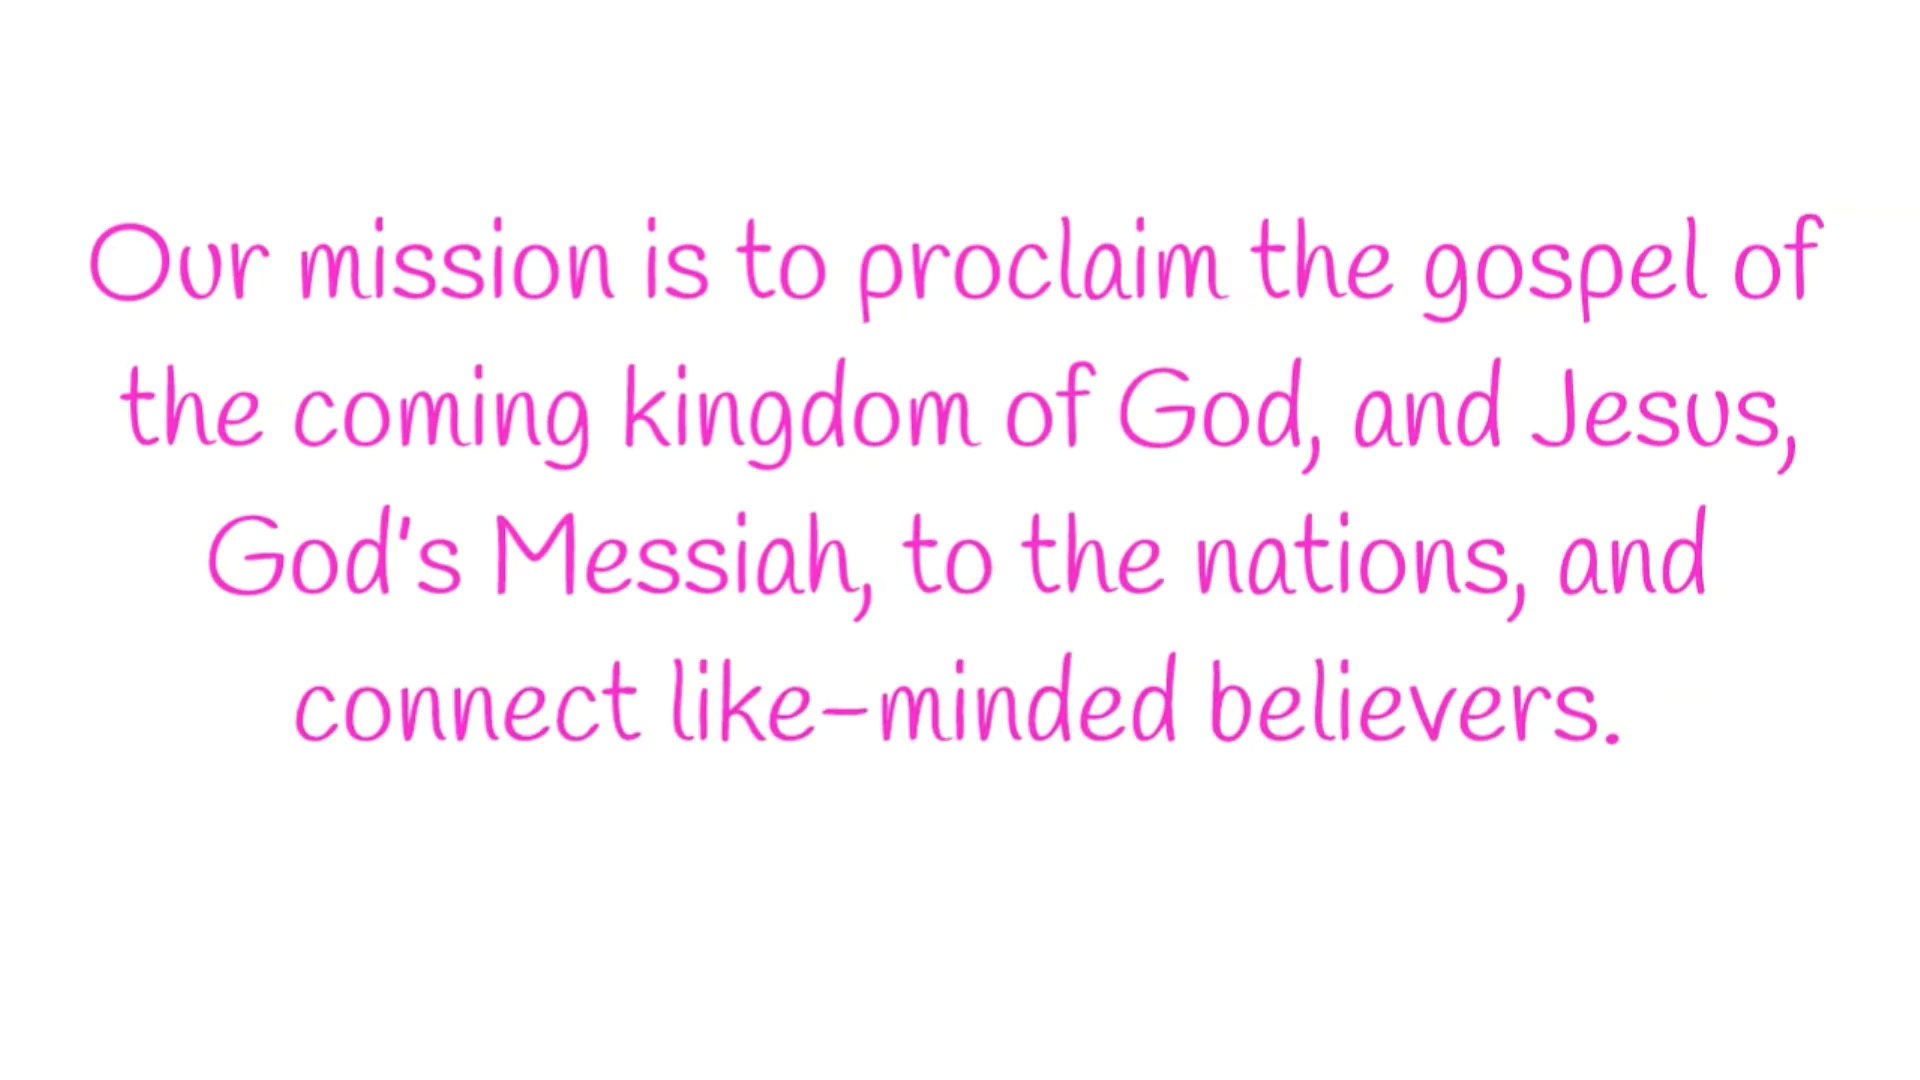 Our mission is to proclaim the gospel of
the coming kingdom of God, and Jesus,
God's Messiah, to the nations, and
connect like-minded believers.